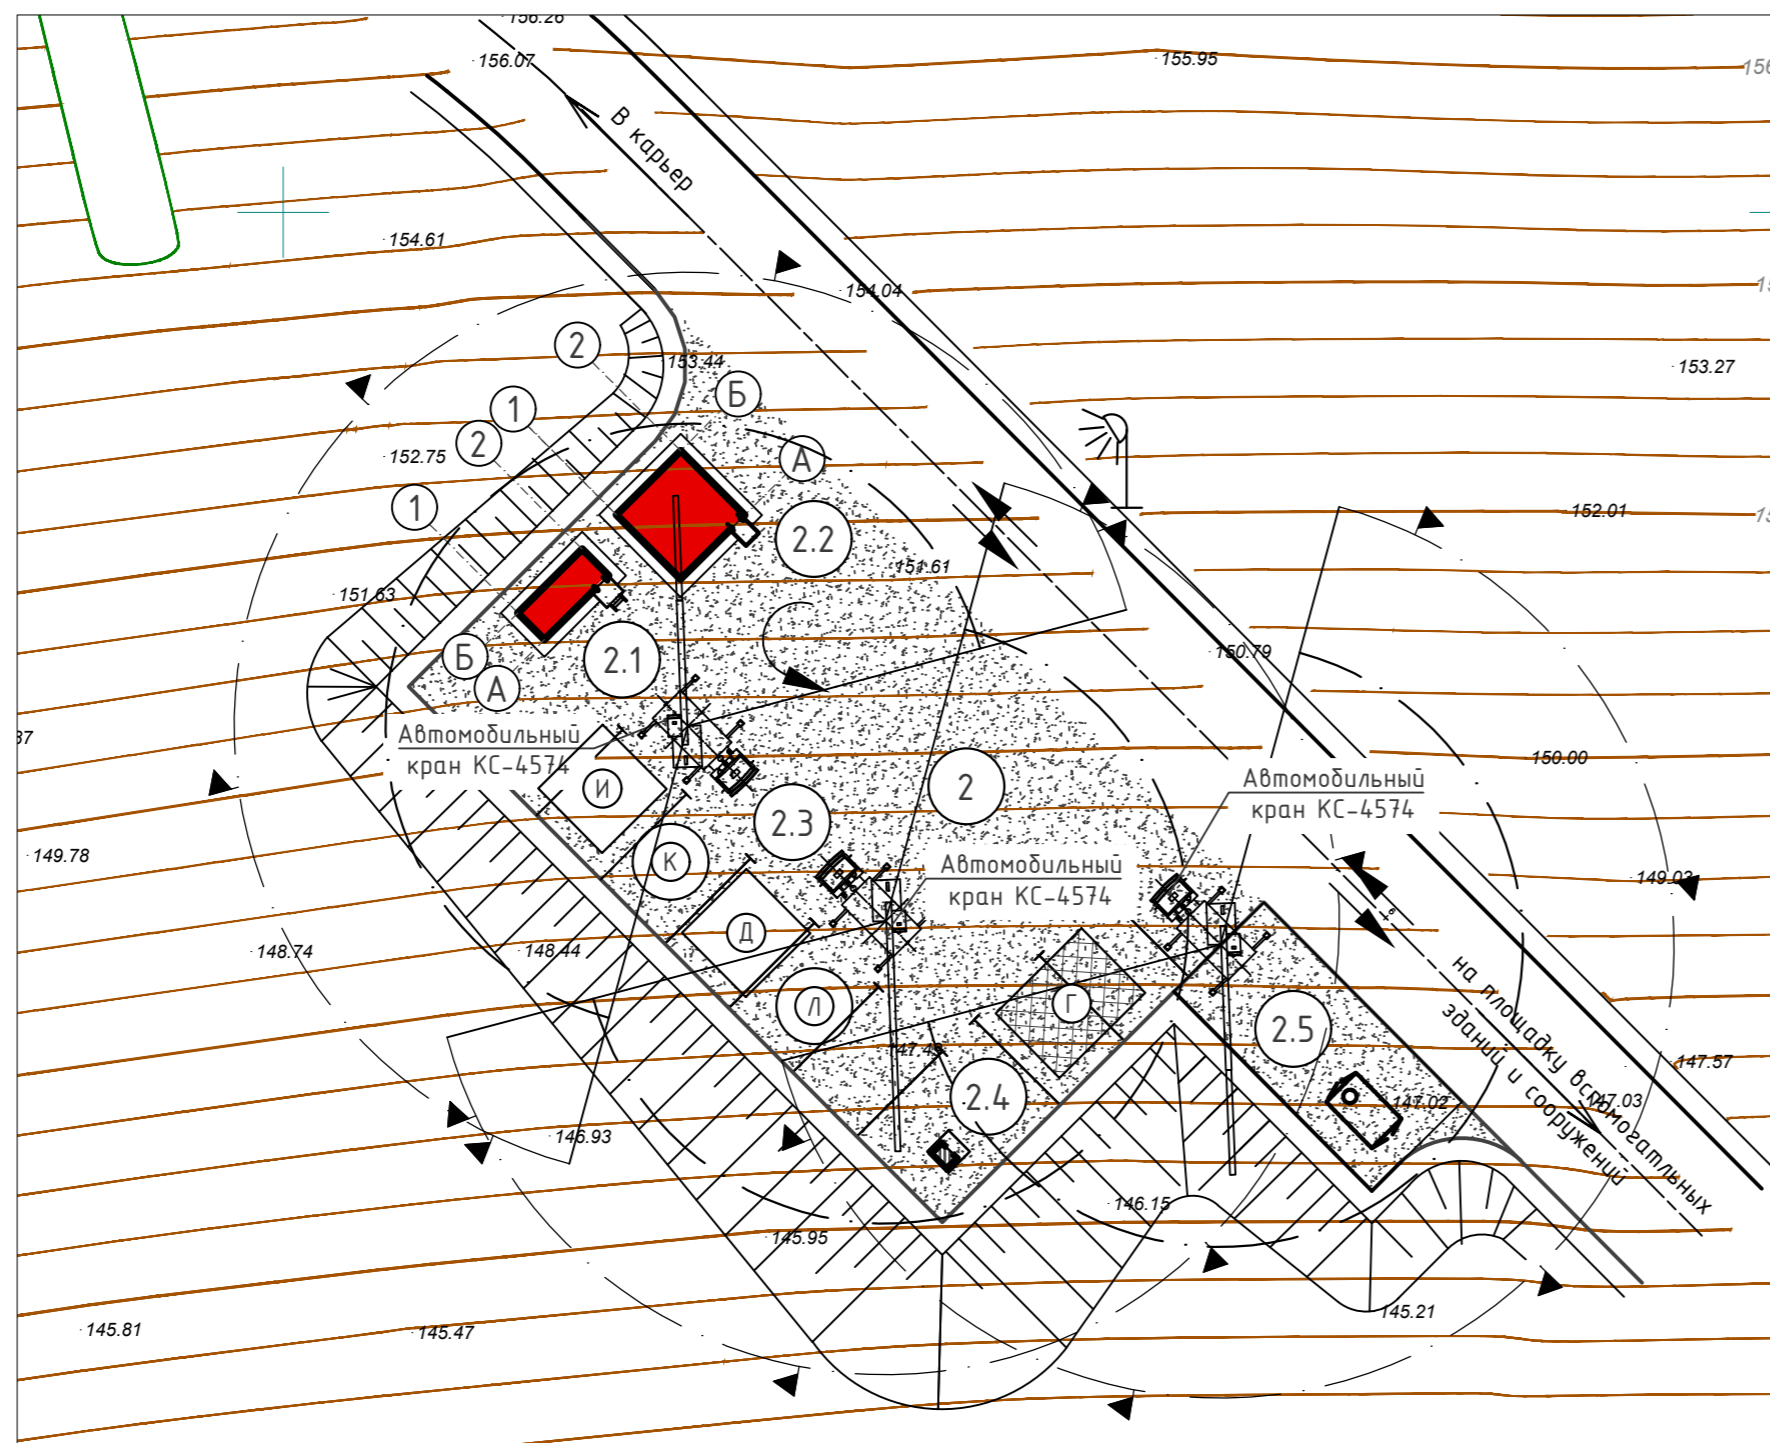 156.26
156.07
155.95
156
В карьер
154.61
154.04
2
153.44
153.27
Б
1
2
152.75
А
1
2.2
152.01
151.63
151.61
Б
2.1
150.79
А
Автомобильный
кран КС-4574
И
150.00
2
Автомобильный
кран КС-4574
2.3
149.78
К
Автомобильный
кран КС-4574
149.03
148.74
148.44
Д
Л
Г
2.5
на площадку вспомогатльных
зданий и сооружений
147.57
2.4
147.02
147.03
146.93
146.15
145.95
145.81
145.47
145.21